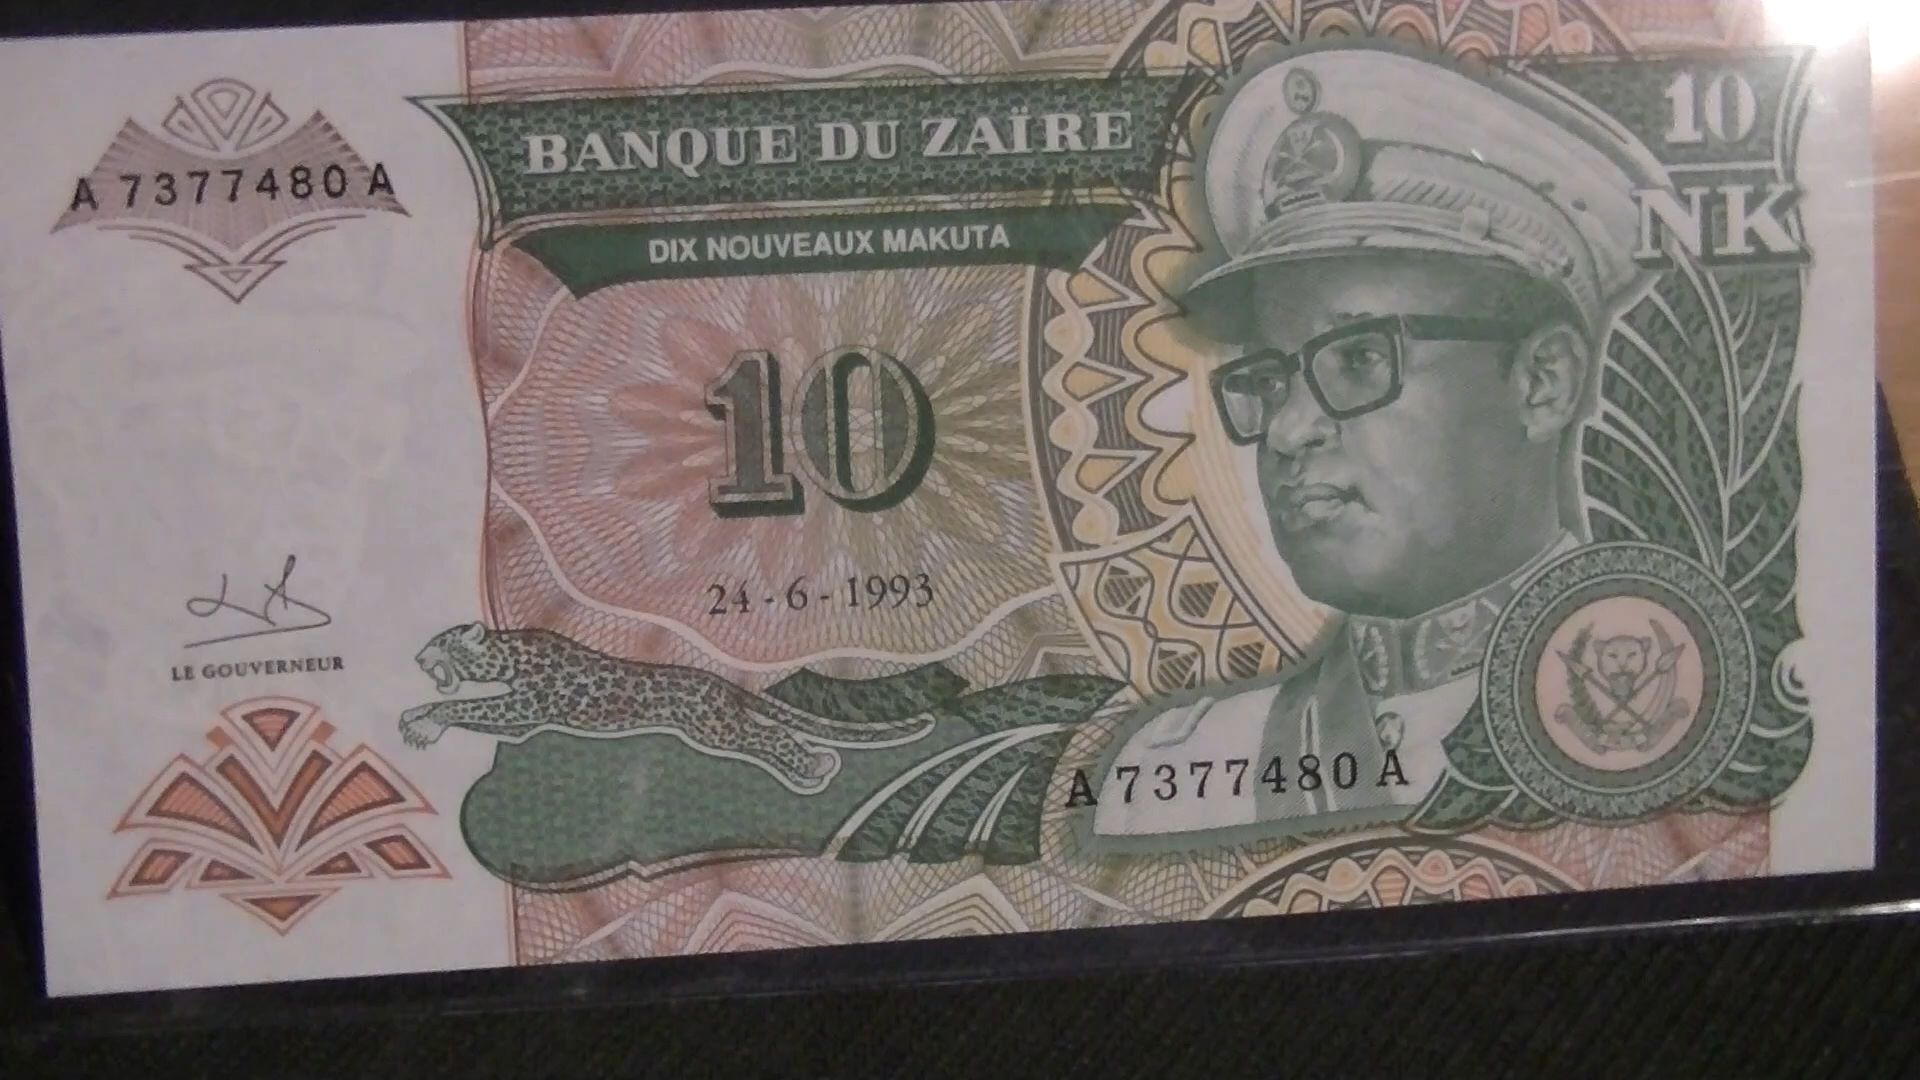 BANQUE DU ZAÏRE
10
NK
A 7377480 A
DIX NOUVEAUX MAKUTA
10
24-6-1993
LE GOUVERNEUR
A 7377480 A